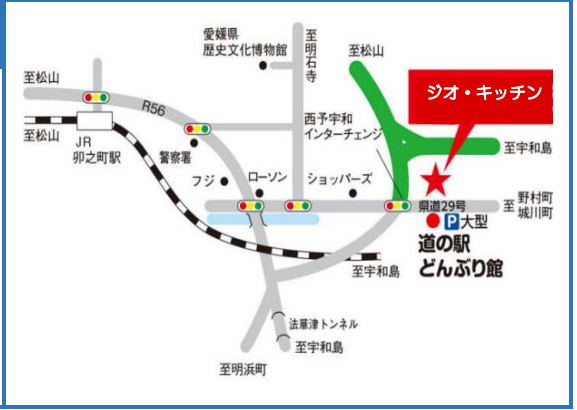 愛媛県
歴史文化博物館
至明石寺
至松山
ジオ・キッチン
至松山
R56
西予宇和
インターチェンジ
至宇和島
至松山
JR
卯之町駅
警察署
フジ
ローソン
ショッパーズ
県道29号
至
野村町
城川町
P大型
道の駅
どんぶり館
至宇和島
法華津トンネル
至宇和島
至明浜町